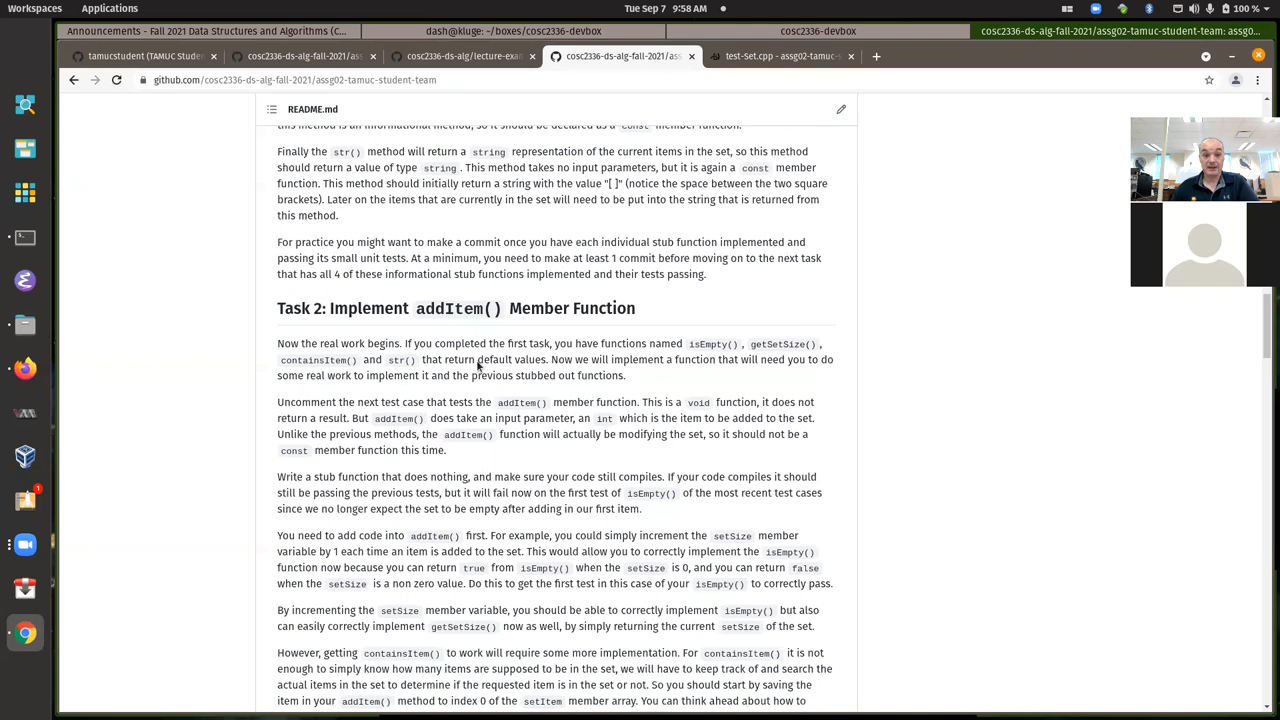 Workspaces Applications Tue Sep 7 9:58 AM 100 %
Announcements - Fall 2021 Data Structures and Algorithms (C... dash@kluge: ~/boxes/cosc2336-devbox cosc2336-devbox cosc2336-ds-alg-fall-2021/assg02-tamuc-student-team: assg0...
tamucstudent (TAMUC Stude cosc2336-ds-alg-fall-2021/ass cosc2336-ds-alg/lecture-exan cosc2336-ds-alg-fall-2021/ass test-Set.cpp - assg02-tamuc-s
github.com/cosc2336-ds-alg-fall-2021/assg02-tamuc-student-team
README.md
this method is an informational method, so it should be declared as a const member function.
Finally the str() method will return a string representation of the current items in the set, so this method
should return a value of type string . This method takes no input parameters, but it is again a const member
function. This method should initially return a string with the value "[ ]" (notice the space between the two square
brackets). Later on the items that are currently in the set will need to be put into the string that is returned from
this method.
For practice you might want to make a commit once you have each individual stub function implemented and
passing its small unit tests. At a minimum, you need to make at least 1 commit before moving on to the next task
that has all 4 of these informational stub functions implemented and their tests passing.
Task 2: Implement addItem() Member Function
Now the real work begins. If you completed the first task, you have functions named isEmpty() , getSetSize() ,
containsItem() and str() that return default values. Now we will implement a function that will need you to do
some real work to implement it and the previous stubbed out functions.
Uncomment the next test case that tests the addItem() member function. This is a void function, it does not
return a result. But addItem() does take an input parameter, an int which is the item to be added to the set.
Unlike the previous methods, the addItem() function will actually be modifying the set, so it should not be a
const member function this time.
Write a stub function that does nothing, and make sure your code still compiles. If your code compiles it should
still be passing the previous tests, but it will fail now on the first test of isEmpty() of the most recent test cases
since we no longer expect the set to be empty after adding in our first item.
You need to add code into addItem() first. For example, you could simply increment the setSize member
variable by 1 each time an item is added to the set. This would allow you to correctly implement the isEmpty()
function now because you can return true from isEmpty() when the setSize is 0, and you can return false
when the setSize is a non zero value. Do this to get the first test in this case of your isEmpty() to correctly pass.
By incrementing the setSize member variable, you should be able to correctly implement isEmpty() but also
can easily correctly implement getSetSize() now as well, by simply returning the current setSize of the set.
However, getting containsItem() to work will require some more implementation. For containsItem() it is not
enough to simply know how many items are supposed to be in the set, we will have to keep track of and search the
actual items in the set to determine if the requested item is in the set or not. So you should start by saving the
item in your addItem() method to index 0 of the setItem member array. You can think ahead about how to
1